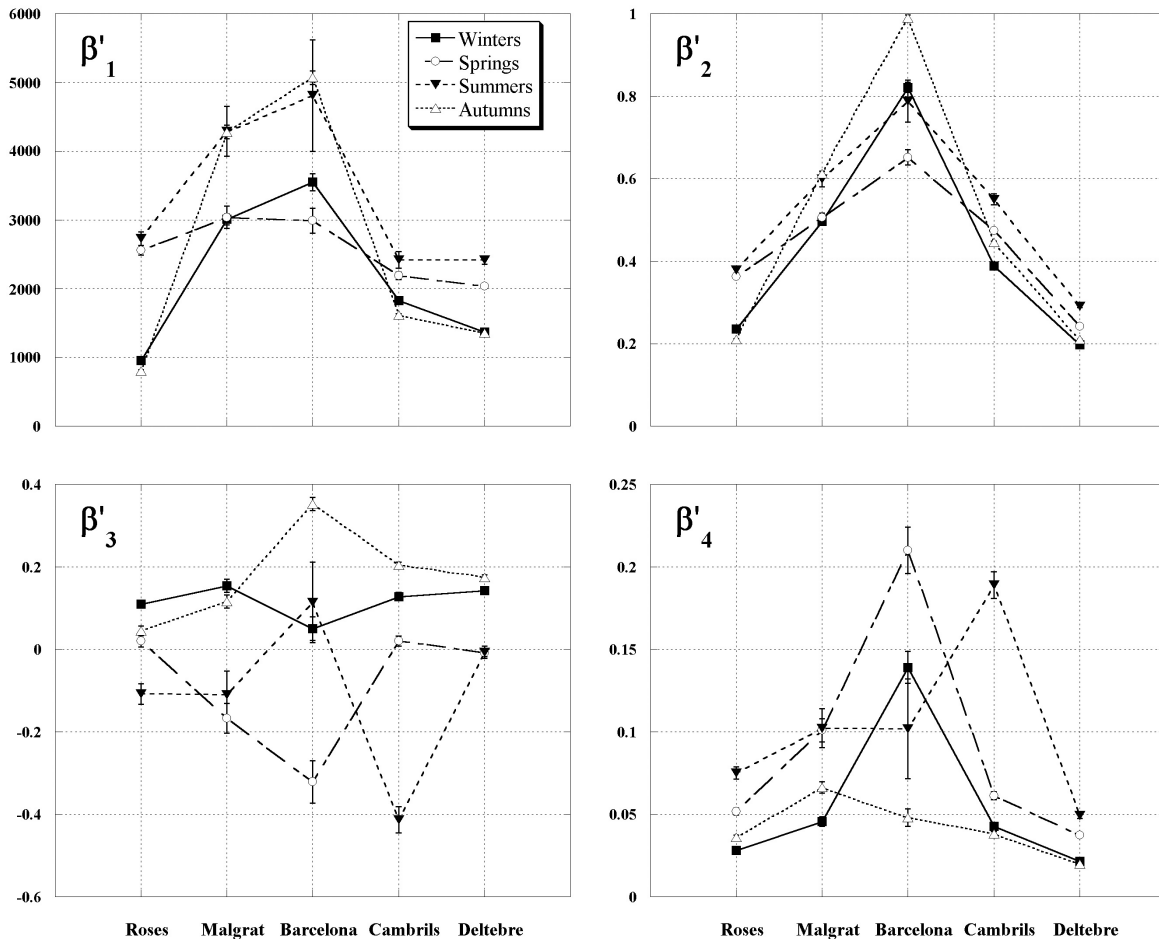 β'1
6000
5000
4000
3000
2000
1000
0
Winters
Springs
Summers
Autumns
β'2
1
0.8
0.6
0.4
0.2
0
β'3
0.4
0.2
0
-0.2
-0.4
-0.6
Roses Malgrat Barcelona Cambrils Deltebre
β'4
0.25
0.2
0.15
0.1
0.05
0
Roses Malgrat Barcelona Cambrils Deltebre